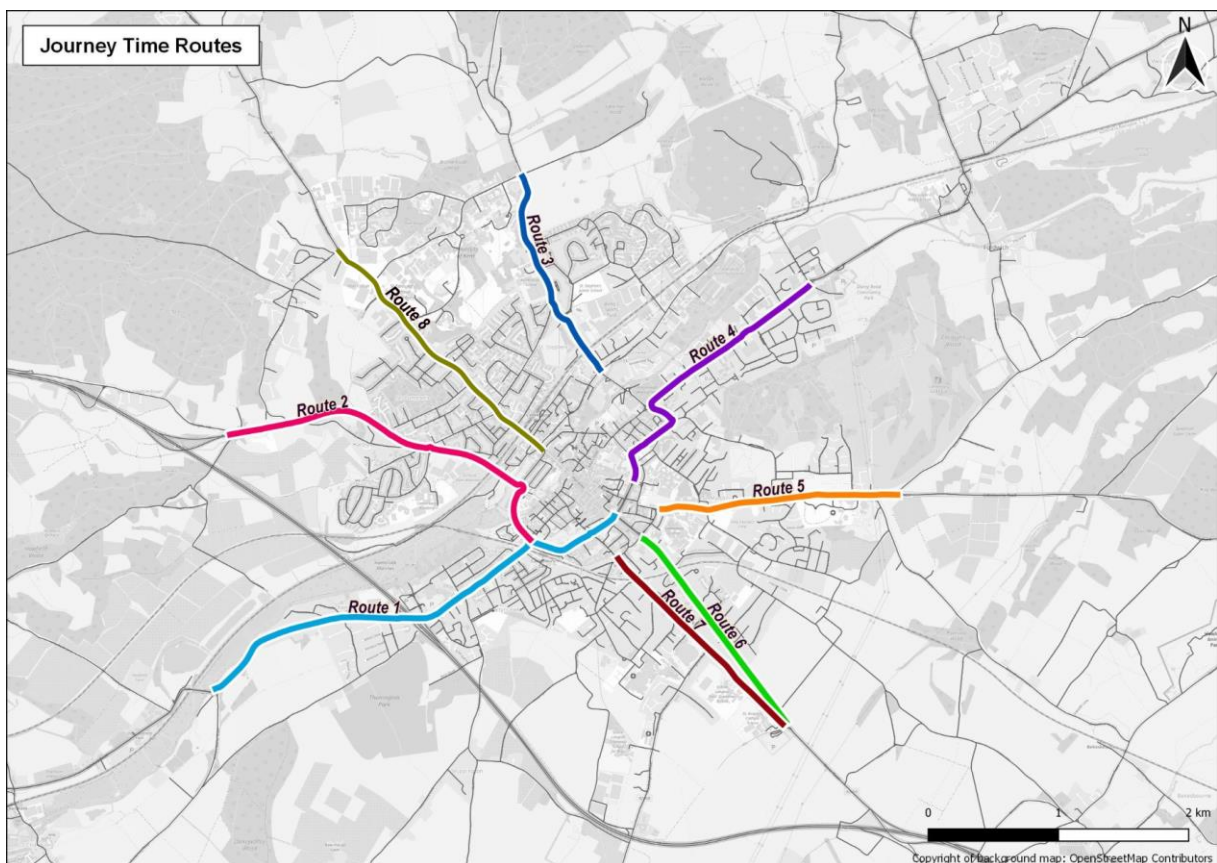 Journey Time Routes
N
Route 3
Route 8
Route 4
Route 2
Route 5
Route 1
Route 6
Route 7
0 1 2 km
Copyright of background map: OpenStreetMap Contributors